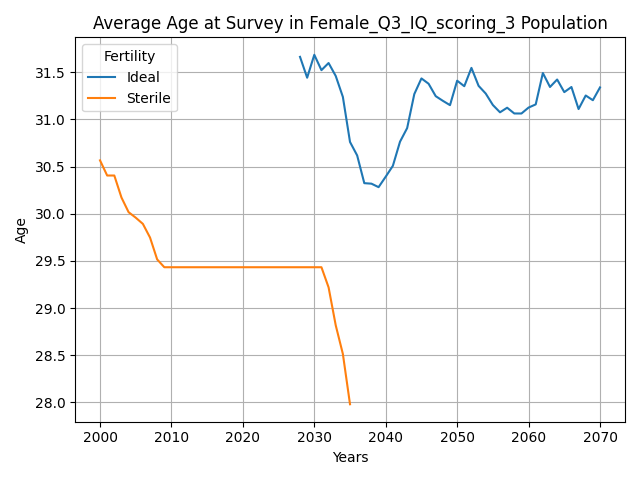 Average Age at Survey in Female_Q3_IQ_scoring_3 Population
Fertility
Ideal
Sterile
Age
31.5
31.0
30.5
30.0
29.5
29.0
28.5
28.0
2000 2010 2020 2030 2040 2050 2060 2070
Years